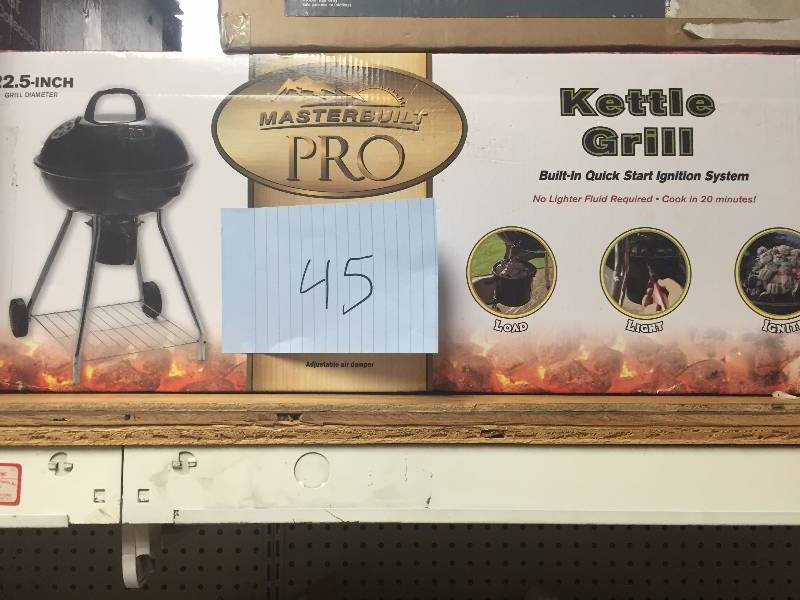 22.5-INCH
GRILL DIAMETER
MASTERBUILT
PRO
45
Adjustable air damper
Kettle
Grill
Built-In Quick Start Ignition System
No Lighter Fluid Required • Cook in 20 minutes!
LOAD
LIGHT